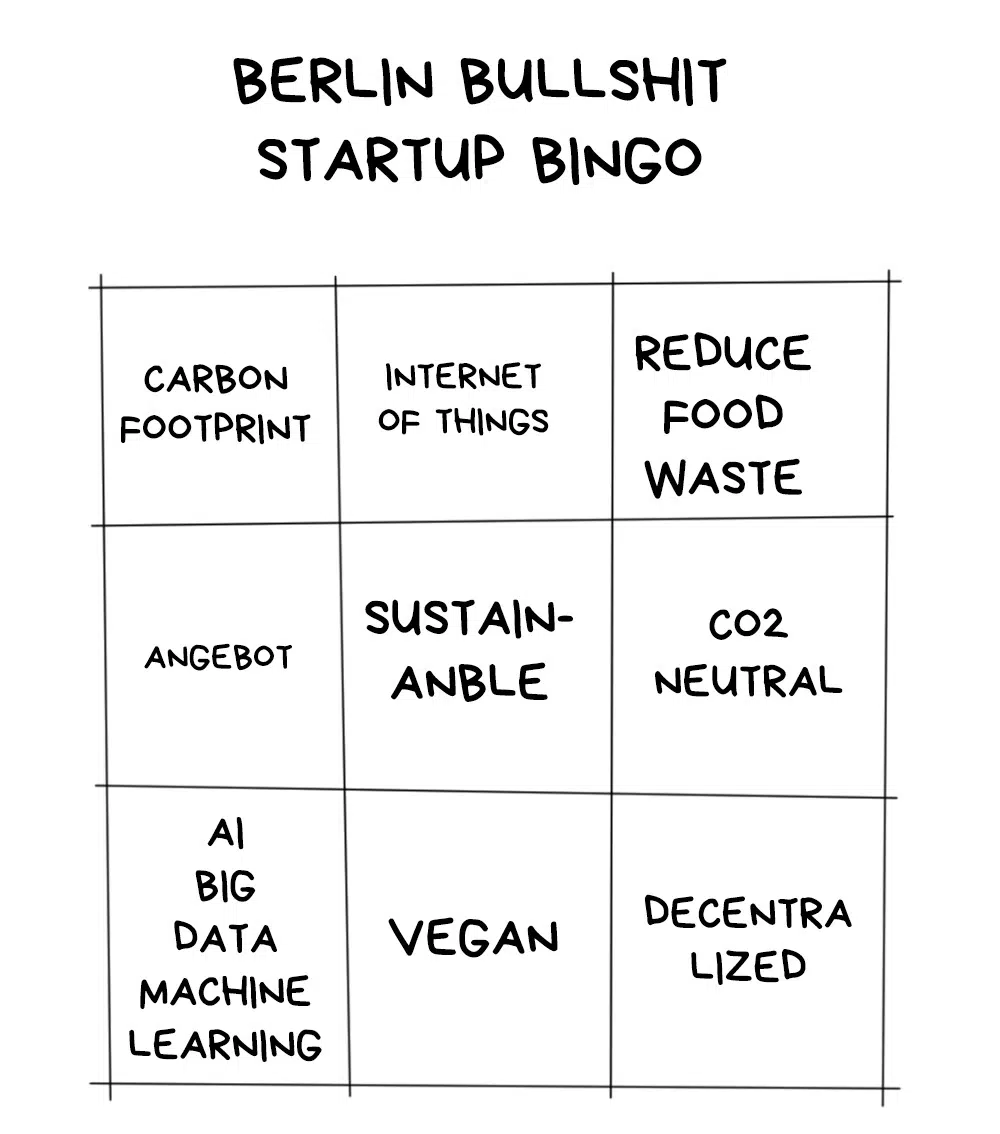 BERLIN BULLSHIT
STARTUP BINGO
CARBON
FOOTPRINT
INTERNET
OF THINGS
REDUCE
FOOD
WASTE
ANGEBOT
SUSTAIN-
ANBLE
CO2
NEUTRAL
AI
BIG
DATA
MACHINE
LEARNING
VEGAN
DECENTRA
LIZED